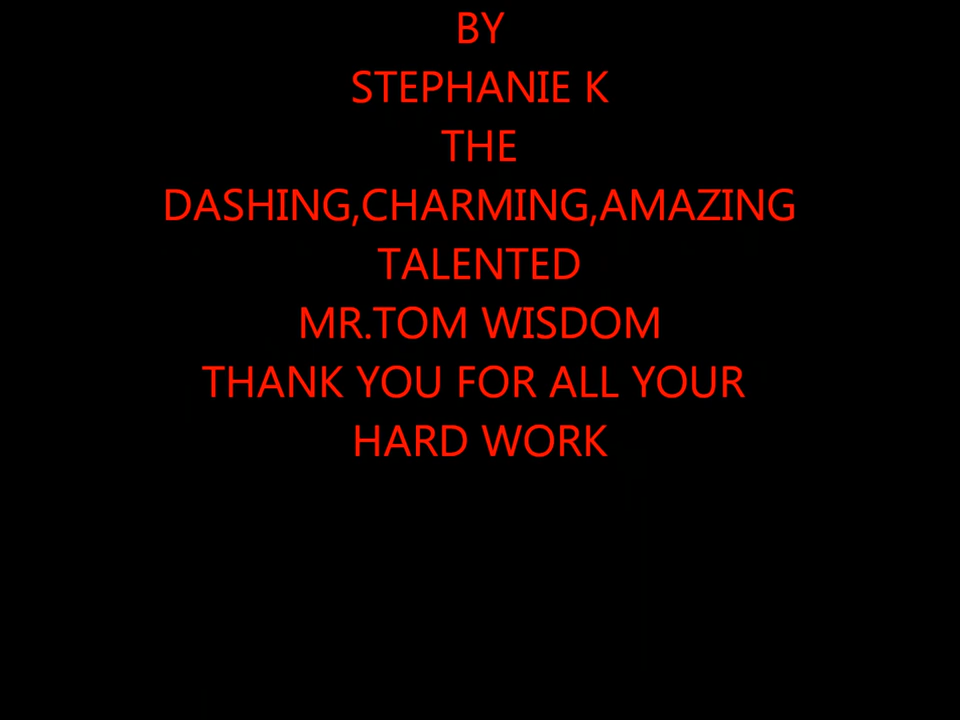 BY
STEPHANIE K
THE
DASHING,CHARMING,AMAZING
TALENTED
MR.TOM WISDOM
THANK YOU FOR ALL YOUR
HARD WORK